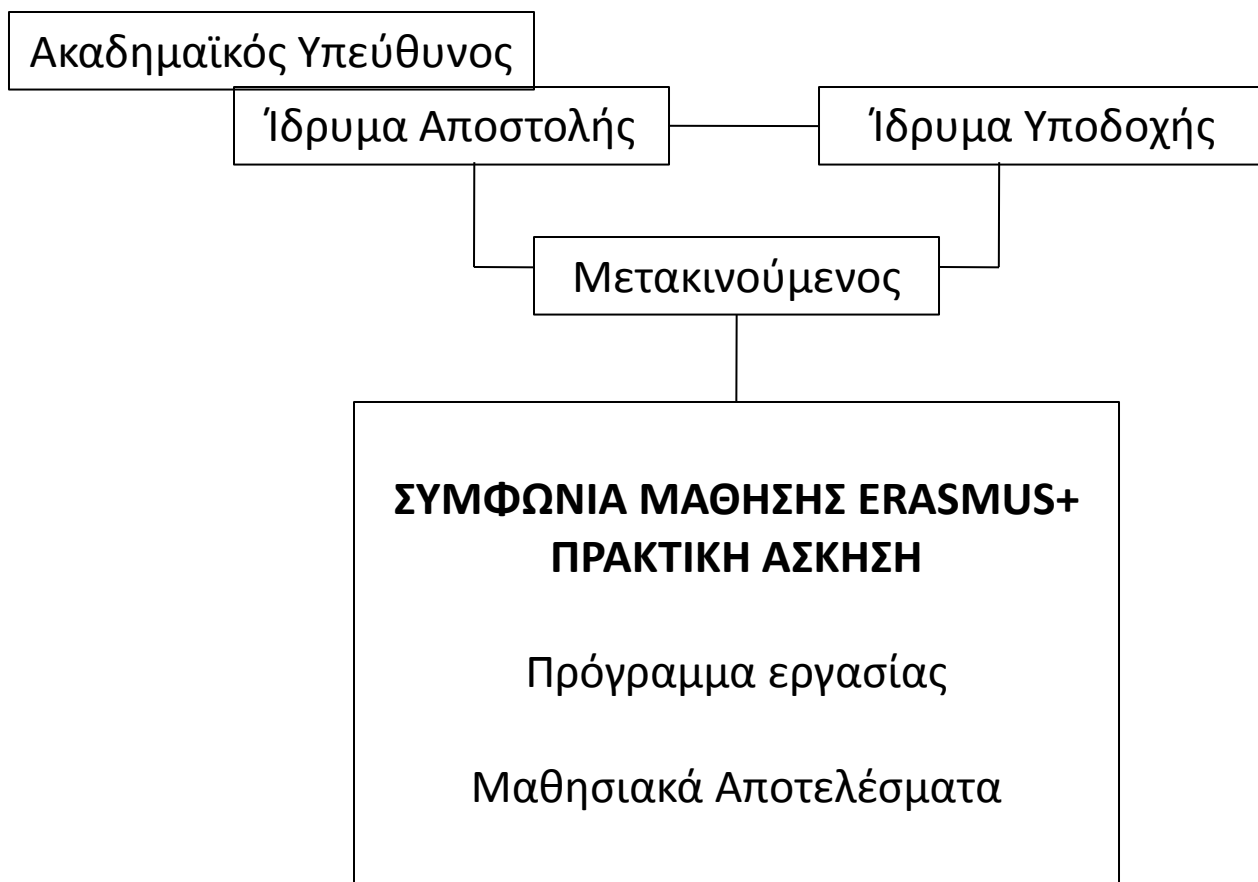 Ακαδημαϊκός Υπεύθυνος
Ίδρυμα Αποστολής
Ίδρυμα Υποδοχής
Μετακινούμενος
ΣΥΜΦΩΝΙΑ ΜΑΘΗΣΗΣ ERASMUS+
ΠΡΑΚΤΙΚΗ ΑΣΚΗΣΗ
Πρόγραμμα εργασίας
Μαθησιακά Αποτελέσματα